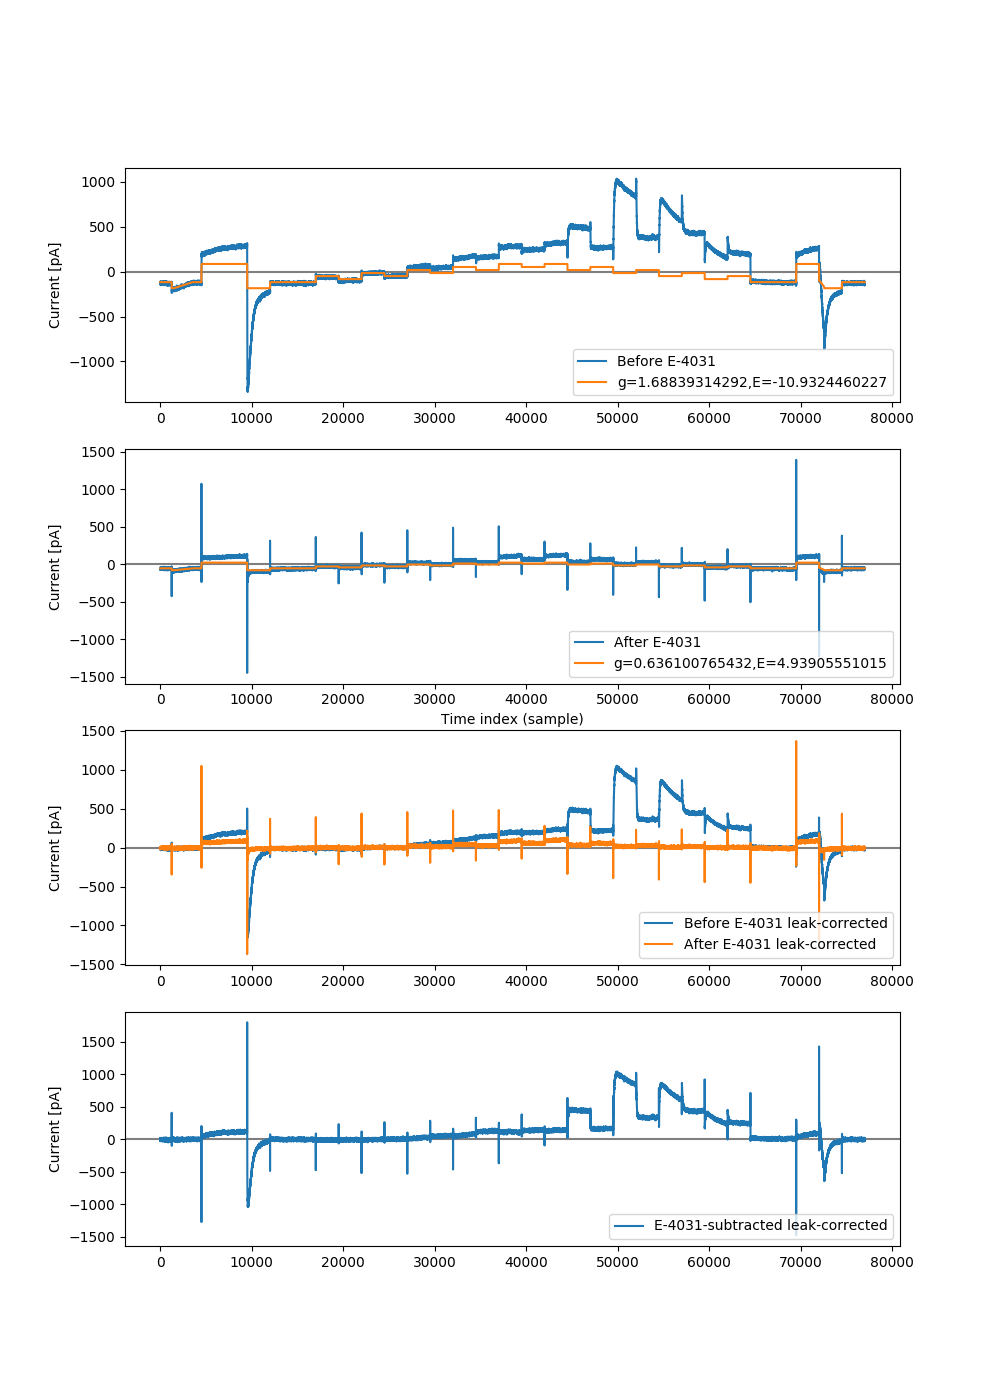 1000
500
0
−500
−1000
Current [pA]
Before E-4031
g=1.68839314292,E=-10.9324460227
0 10000 20000 30000 40000 50000 60000 70000 80000
1500
1000
500
0
−500
−1000
−1500
Current [pA]
After E-4031
g=0.636100765432,E=4.93905551015
0 10000 20000 30000 40000 50000 60000 70000 80000
Time index (sample)
1500
1000
500
0
−500
−1000
−1500
Current [pA]
Before E-4031 leak-corrected
After E-4031 leak-corrected
0 10000 20000 30000 40000 50000 60000 70000 80000
1500
1000
500
0
−500
−1000
−1500
Current [pA]
E-4031-subtracted leak-corrected
0 10000 20000 30000 40000 50000 60000 70000 80000